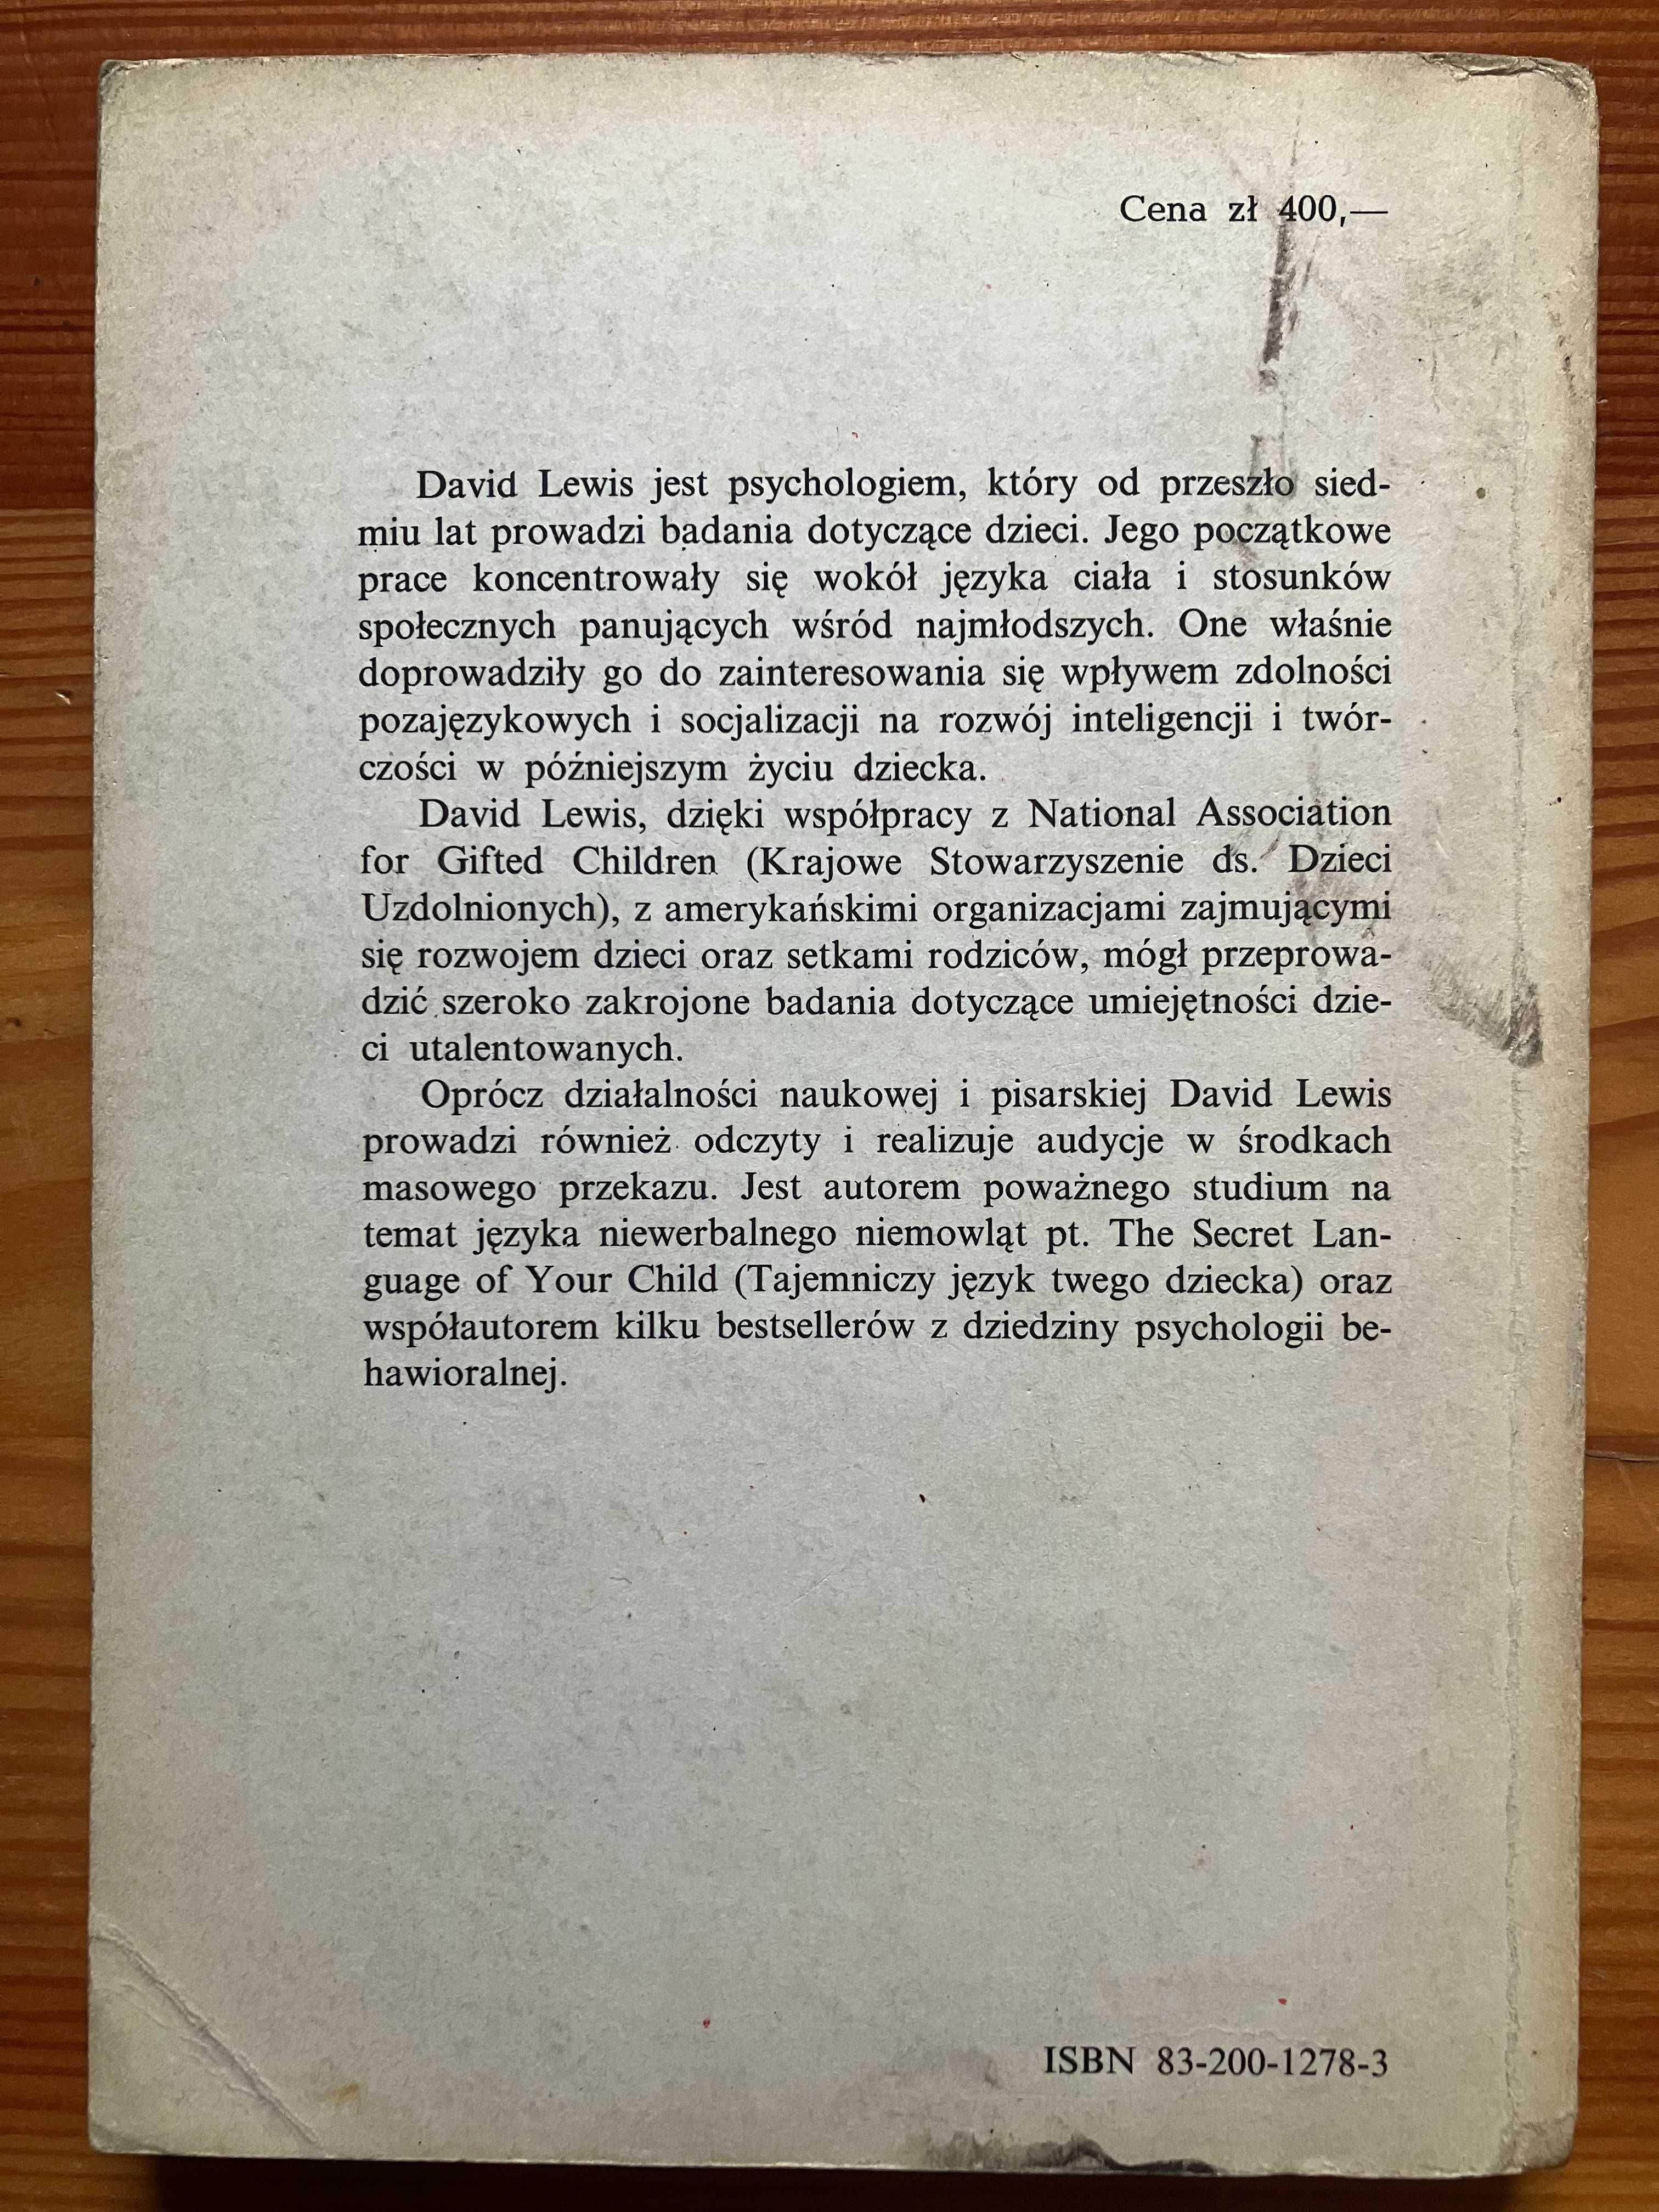 Cena zł 400,—
David Lewis jest psychologiem, który od przeszło sied-
miu lat prowadzi badania dotyczące dzieci. Jego początkowe
prace koncentrowały się wokół języka ciała i stosunków
społecznych panujących wśród najmłodszych. One właśnie
doprowadziły go do zainteresowania się wpływem zdolności
pozajęzykowych i socjalizacji na rozwój inteligencji i twór-
czości w późniejszym życiu dziecka.
David Lewis, dzięki współpracy z National Association
for Gifted Children (Krajowe Stowarzyszenie ds. Dzieci
Uzdolnionych), z amerykańskimi organizacjami zajmującymi
się rozwojem dzieci oraz setkami rodziców, mógł przeprowa-
dzić szeroko zakrojone badania dotyczące umiejętności dzie-
ci utalentowanych.
Oprócz działalności naukowej i pisarskiej David Lewis
prowadzi również odczyty i realizuje audycje w środkach
masowego przekazu. Jest autorem poważnego studium na
temat języka niewerbalnego niemowląt pt. The Secret Lan-
guage of Your Child (Tajemniczy język twego dziecka) oraz
współautorem kilku bestsellerów z dziedziny psychologii be-
hawioralnej.
ISBN 83-200-1278-3